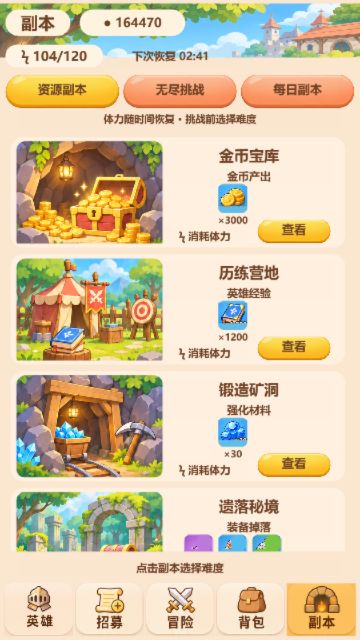 副本
164470
104/120
下次恢复 02:41
资源副本
无尽挑战
每日副本
体力随时间恢复·挑战前选择难度
金币宝库
金币产出
×3000
消耗体力
查看
历练营地
英雄经验
×1200
消耗体力
查看
锻造矿洞
强化材料
×30
消耗体力
查看
遗落秘境
装备掉落
点击副本选择难度
英雄
招募
冒险
背包
副本